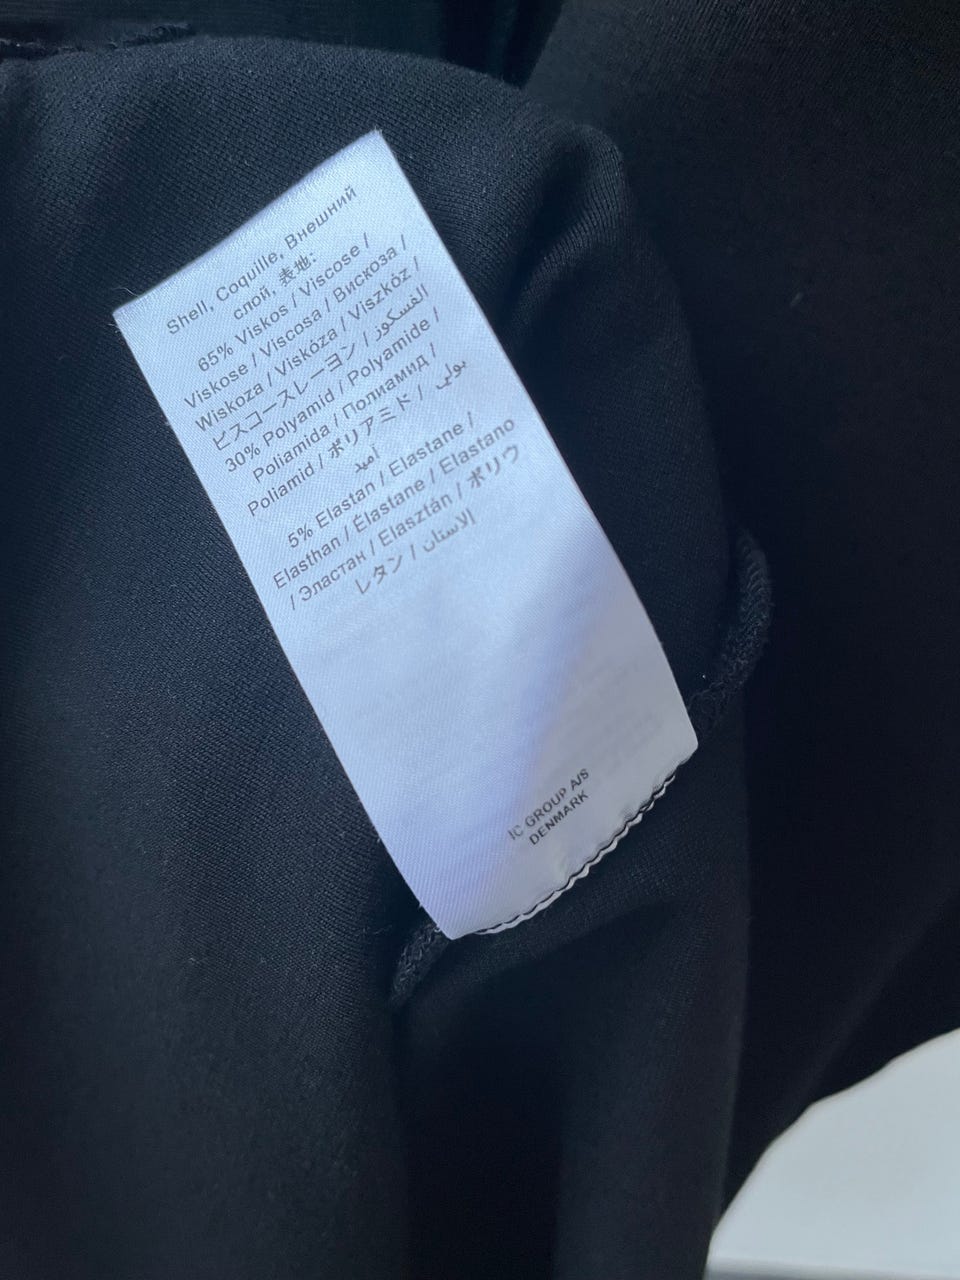 Shell, Coquille, Внешний
слой, 表地:
65% Viskos / Viscose /
Viskose / Viscosa / Вискоза /
Wiskoza / Viskóza / Viszkóz /
ビスコースレーヨン / الفسكوز
30% Polyamid / Polyamide /
Poliamida / Полиамид /
Poliamid / ポリアミド / بولي
أميد
5% Elastan / Elastane /
Elasthan / Élastane / Elastano
/ Эластан / Elasztán / ポリウ
レタン / الاستان
IC GROUP A/S
DENMARK